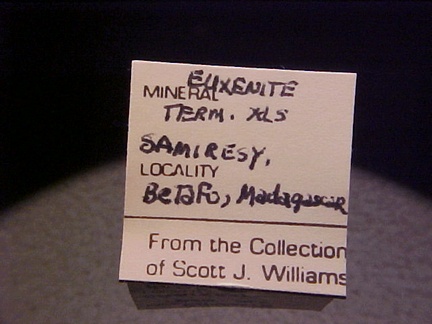 EUXENITE
MINERAL
TERM. XLS
SAMIRESY,
LOCALITY
Betafo, Madagascar
From the Collection
of Scott J. Williams